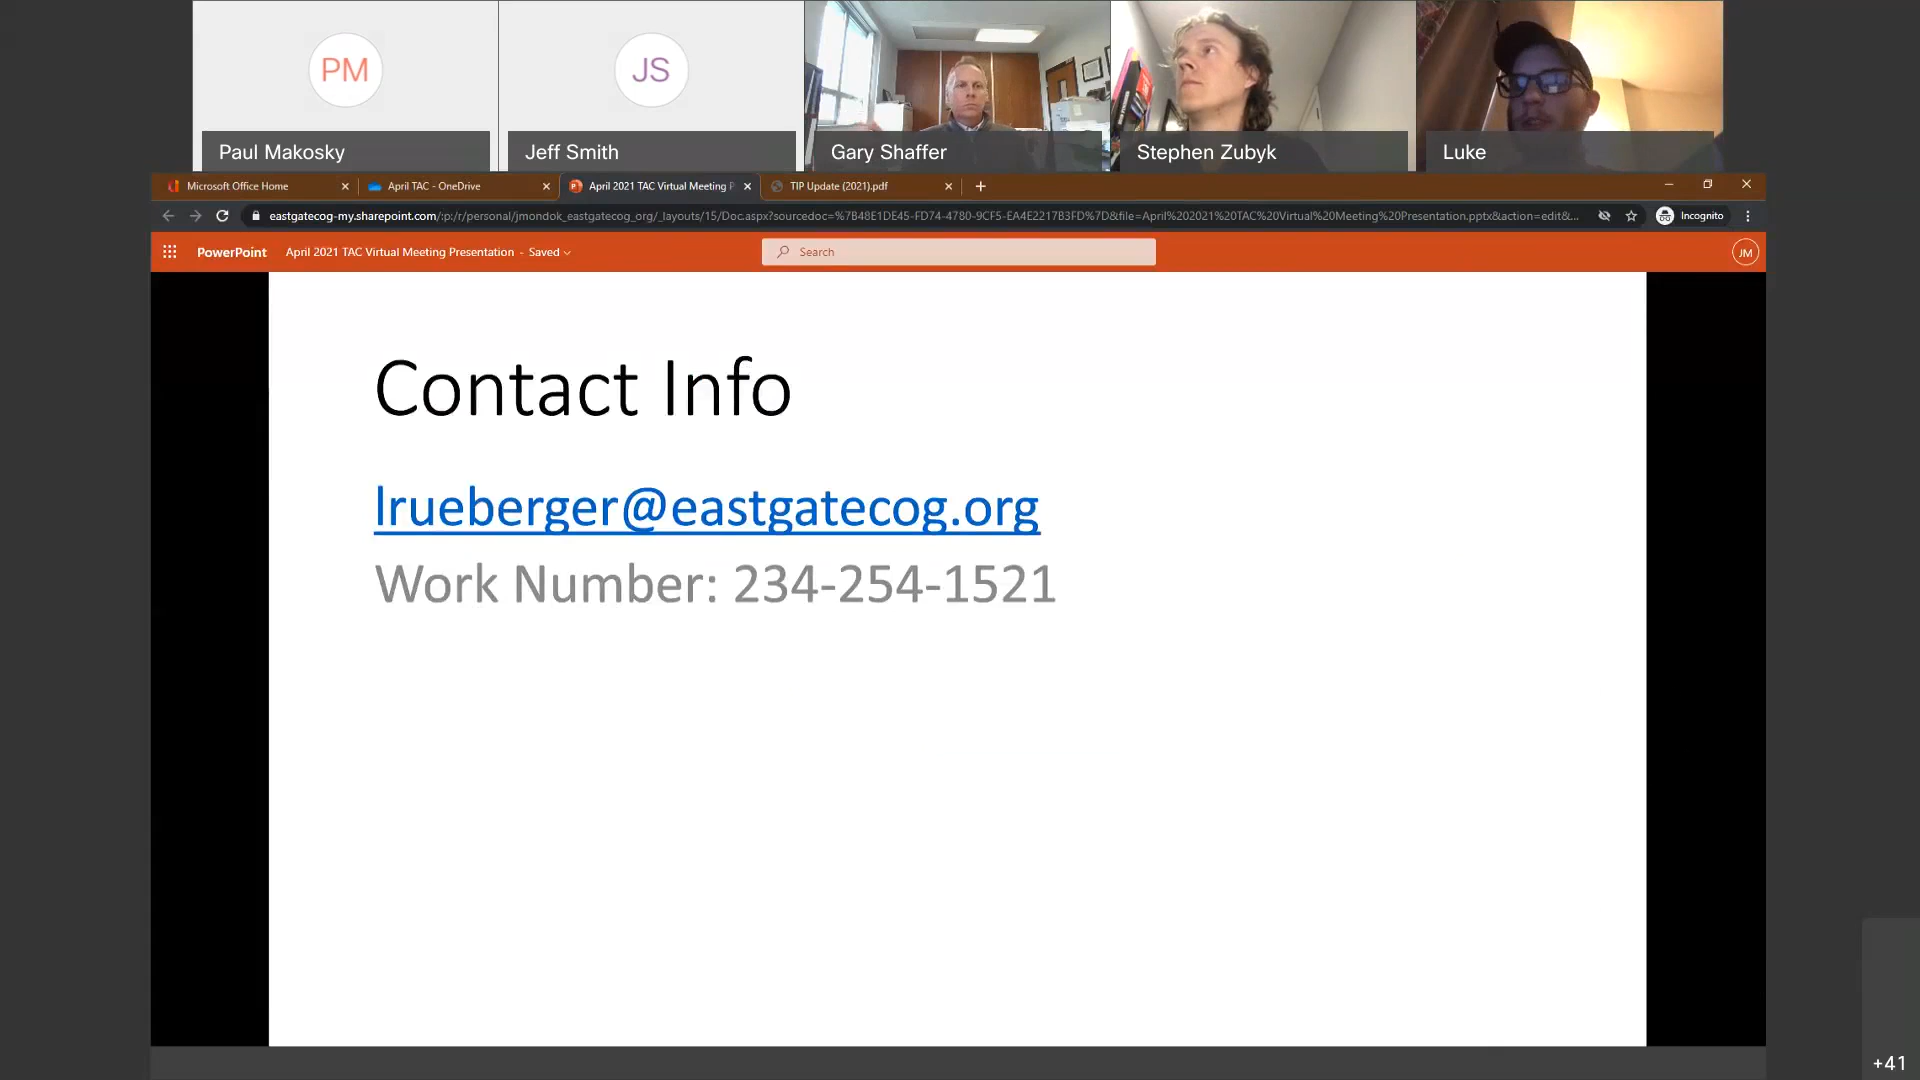 PM
JS
Paul Makosky
Jeff Smith
Gary Shaffer
Stephen Zubyk
Luke
Microsoft Office Home
April TAC - OneDrive
April 2021 TAC Virtual Meeting P
TIP Update (2021).pdf
eastgatecog-my.sharepoint.com/:p:/r/personal/jmondok_eastgatecog_org/_layouts/15/Doc.aspx?sourcedoc=%7B48E1DE45-FD74-4780-9CF5-EA4E2217B3FD%7D&file=April%202021%20TAC%20Virtual%20Meeting%20Presentation.pptx&action=edit&...
Incognito
PowerPoint
April 2021 TAC Virtual Meeting Presentation - Saved
Search
JM
Contact Info
lrueberger@eastgatecog.org
Work Number: 234-254-1521
+41